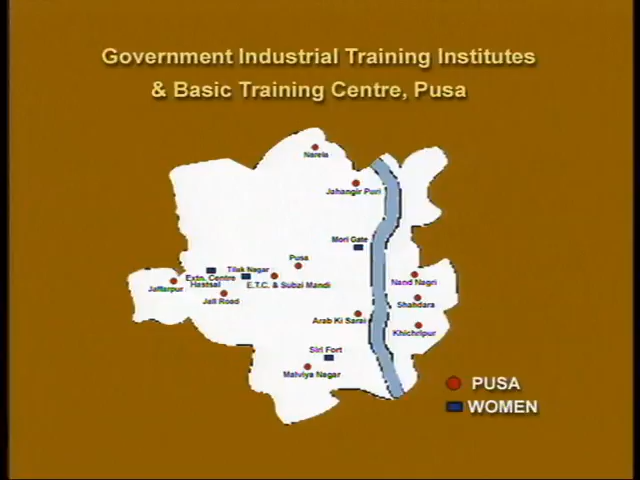 Government Industrial Training Institutes
& Basic Training Centre, Pusa
Narela
Jahangir Puri
Mori Gate
Pusa
Tilak Nagar
Extn. Centre
Hastsal
E.T.C. & Subzi Mandi
Jaffarpur
Jail Road
Nand Nagri
Shahdara
Arab Ki Sarai
Khichripur
Siri Fort
Malviya Nagar
PUSA
WOMEN